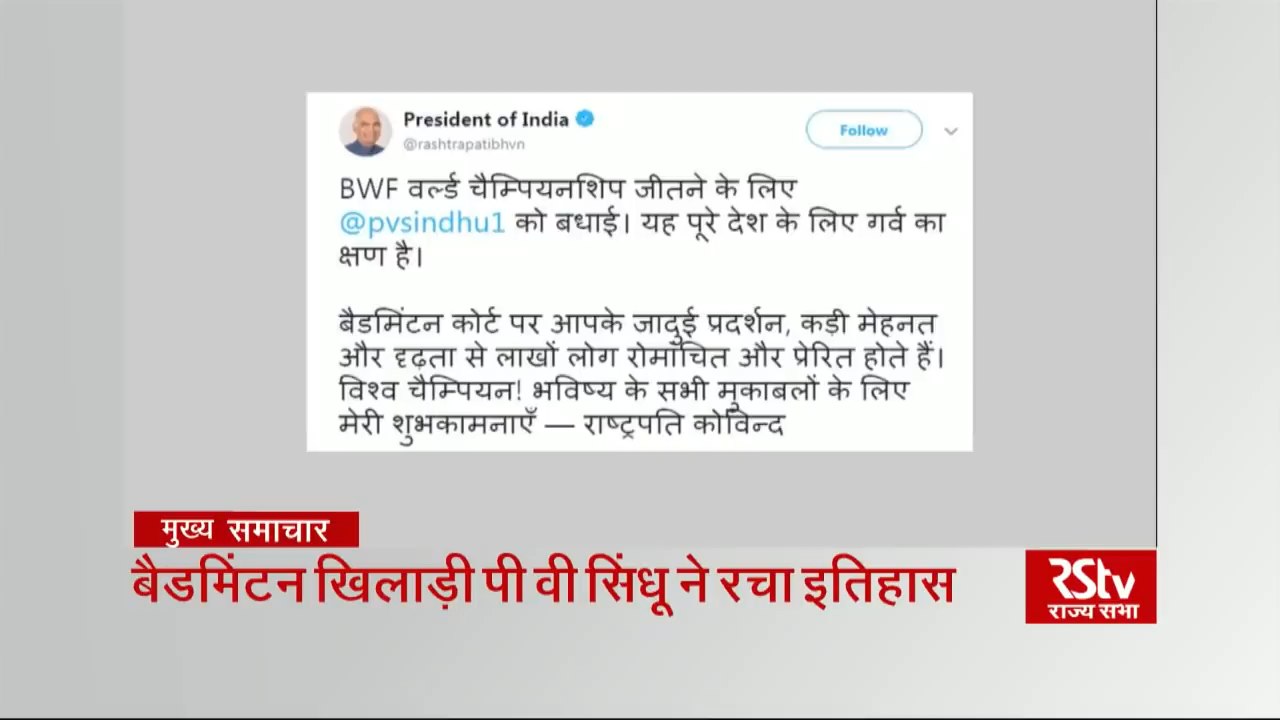 President of India
@rashtrapatibhvn
Follow
BWF वर्ल्ड चैम्पियनशिप जीतने के लिए
@pvsindhu1 को बधाई। यह पूरे देश के लिए गर्व का
क्षण है।
बैडमिंटन कोर्ट पर आपके जादुई प्रदर्शन, कड़ी मेहनत
और दृढ़ता से लाखों लोग रोमांचित और प्रेरित होते हैं।
विश्व चैम्पियन! भविष्य के सभी मुकाबलों के लिए
मेरी शुभकामनाएँ — राष्ट्रपति कोविन्द
मुख्य समाचार
बैडमिंटन खिलाड़ी पी वी सिंधू ने रचा इतिहास
RStv
राज्य सभा